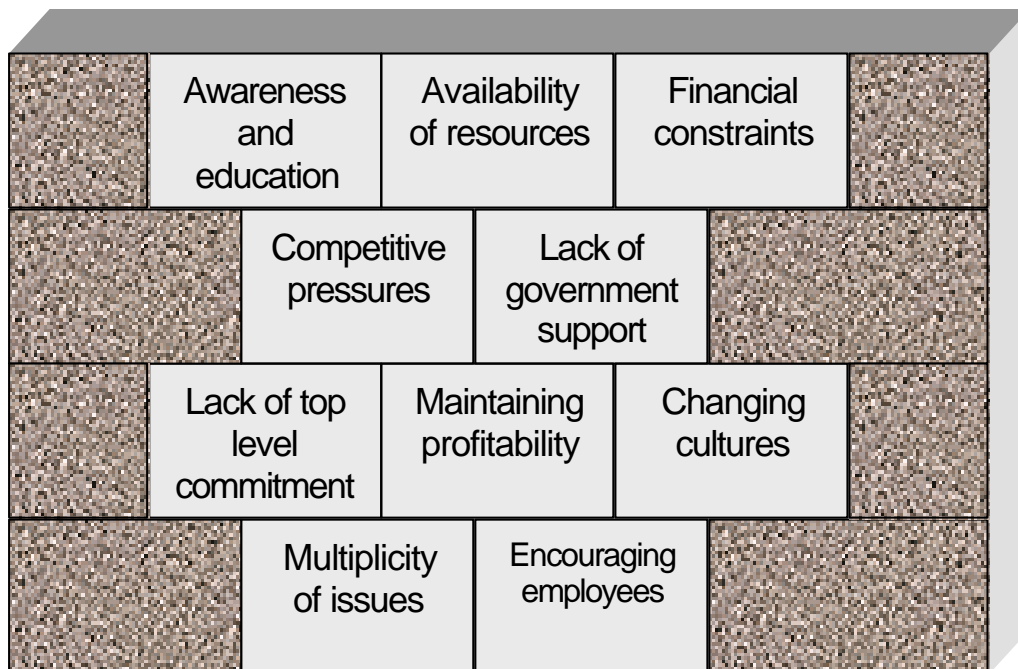 Awareness
and
education
Availability
of resources
Financial
constraints
Competitive
pressures
Lack of
government
support
Lack of top
level
commitment
Maintaining
profitability
Changing
cultures
Multiplicity
of issues
Encouraging
employees